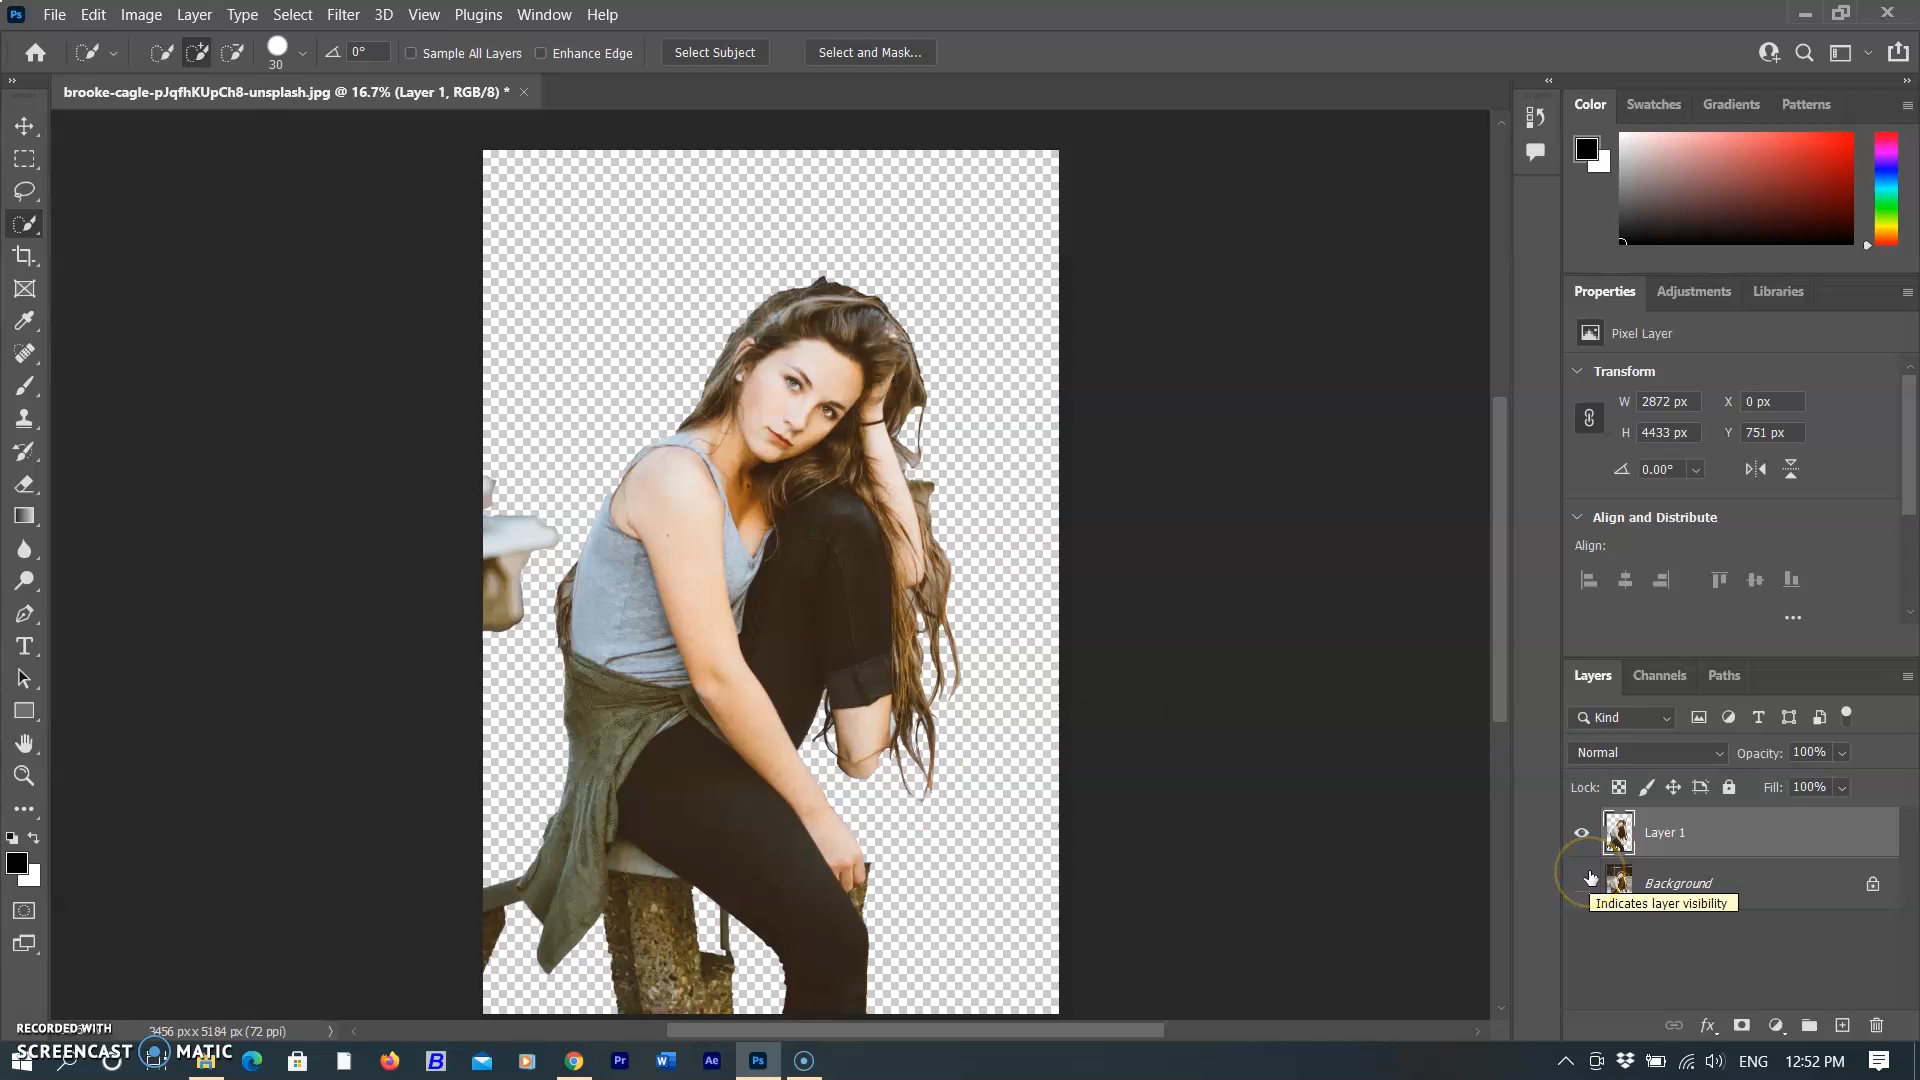 Ps File Edit Image Layer Type Select Filter 3D View Plugins Window Help
30 0° Sample All Layers Enhance Edge Select Subject Select and Mask...
brooke-cagle-pJqfhKUpCh8-unsplash.jpg @ 16.7% (Layer 1, RGB/8) *
Color Swatches Gradients Patterns
Properties Adjustments Libraries
Pixel Layer
Transform
W 2872 px X 0 px
H 4433 px Y 751 px
0.00°
Align and Distribute
Align:
Layers Channels Paths
Kind
Normal Opacity: 100%
Lock: Fill: 100%
Layer 1
Background
Indicates layer visibility
3456 px x 5184 px (72 ppi)
RECORDED WITH
SCREENCAST MATIC
Pr Ae Ps ENG 12:52 PM